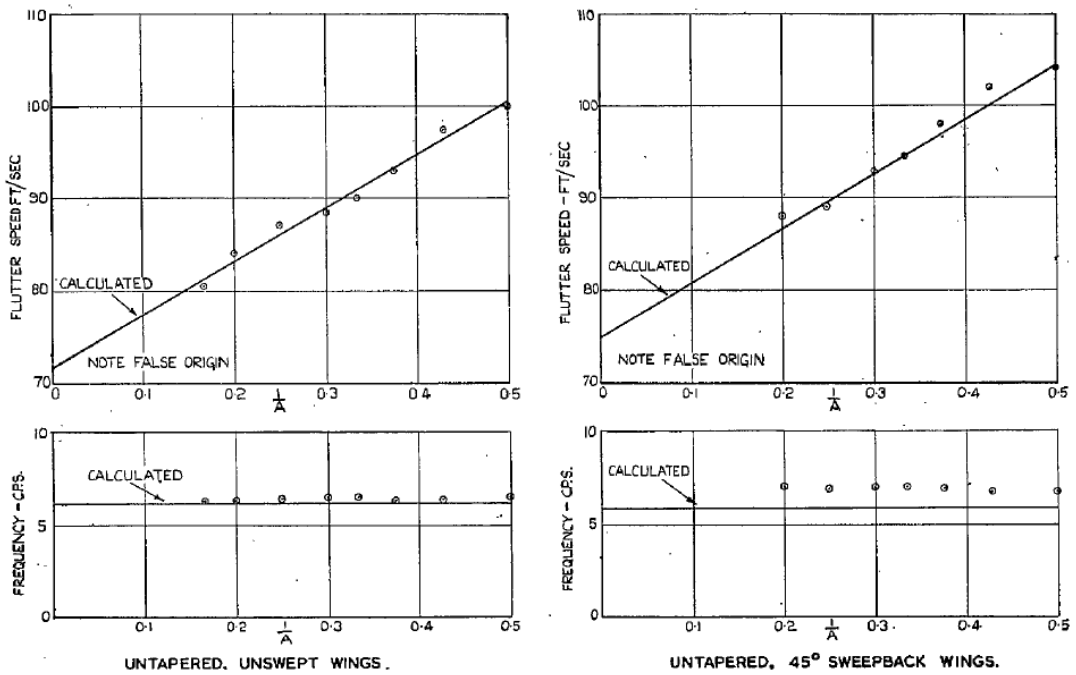 110
100
90
80
70
FLUTTER SPEED FT/SEC
CALCULATED
NOTE FALSE ORIGIN
0 0.1 0.2 0.3 0.4 0.5
1/A
110
100
90
80
70
FLUTTER SPEED - FT/SEC
CALCULATED
NOTE FALSE ORIGIN
0 0.1 0.2 0.3 0.4 0.5
1/A
10
5
0
FREQUENCY - C.P.S.
CALCULATED
0.1 0.2 0.3 0.4 0.5
1/A
UNTAPERED. UNSWEPT WINGS.
10
5
0
FREQUENCY - C.P.S.
CALCULATED
0.1 0.2 0.3 0.4 0.5
1/A
UNTAPERED, 45° SWEEPBACK WINGS.